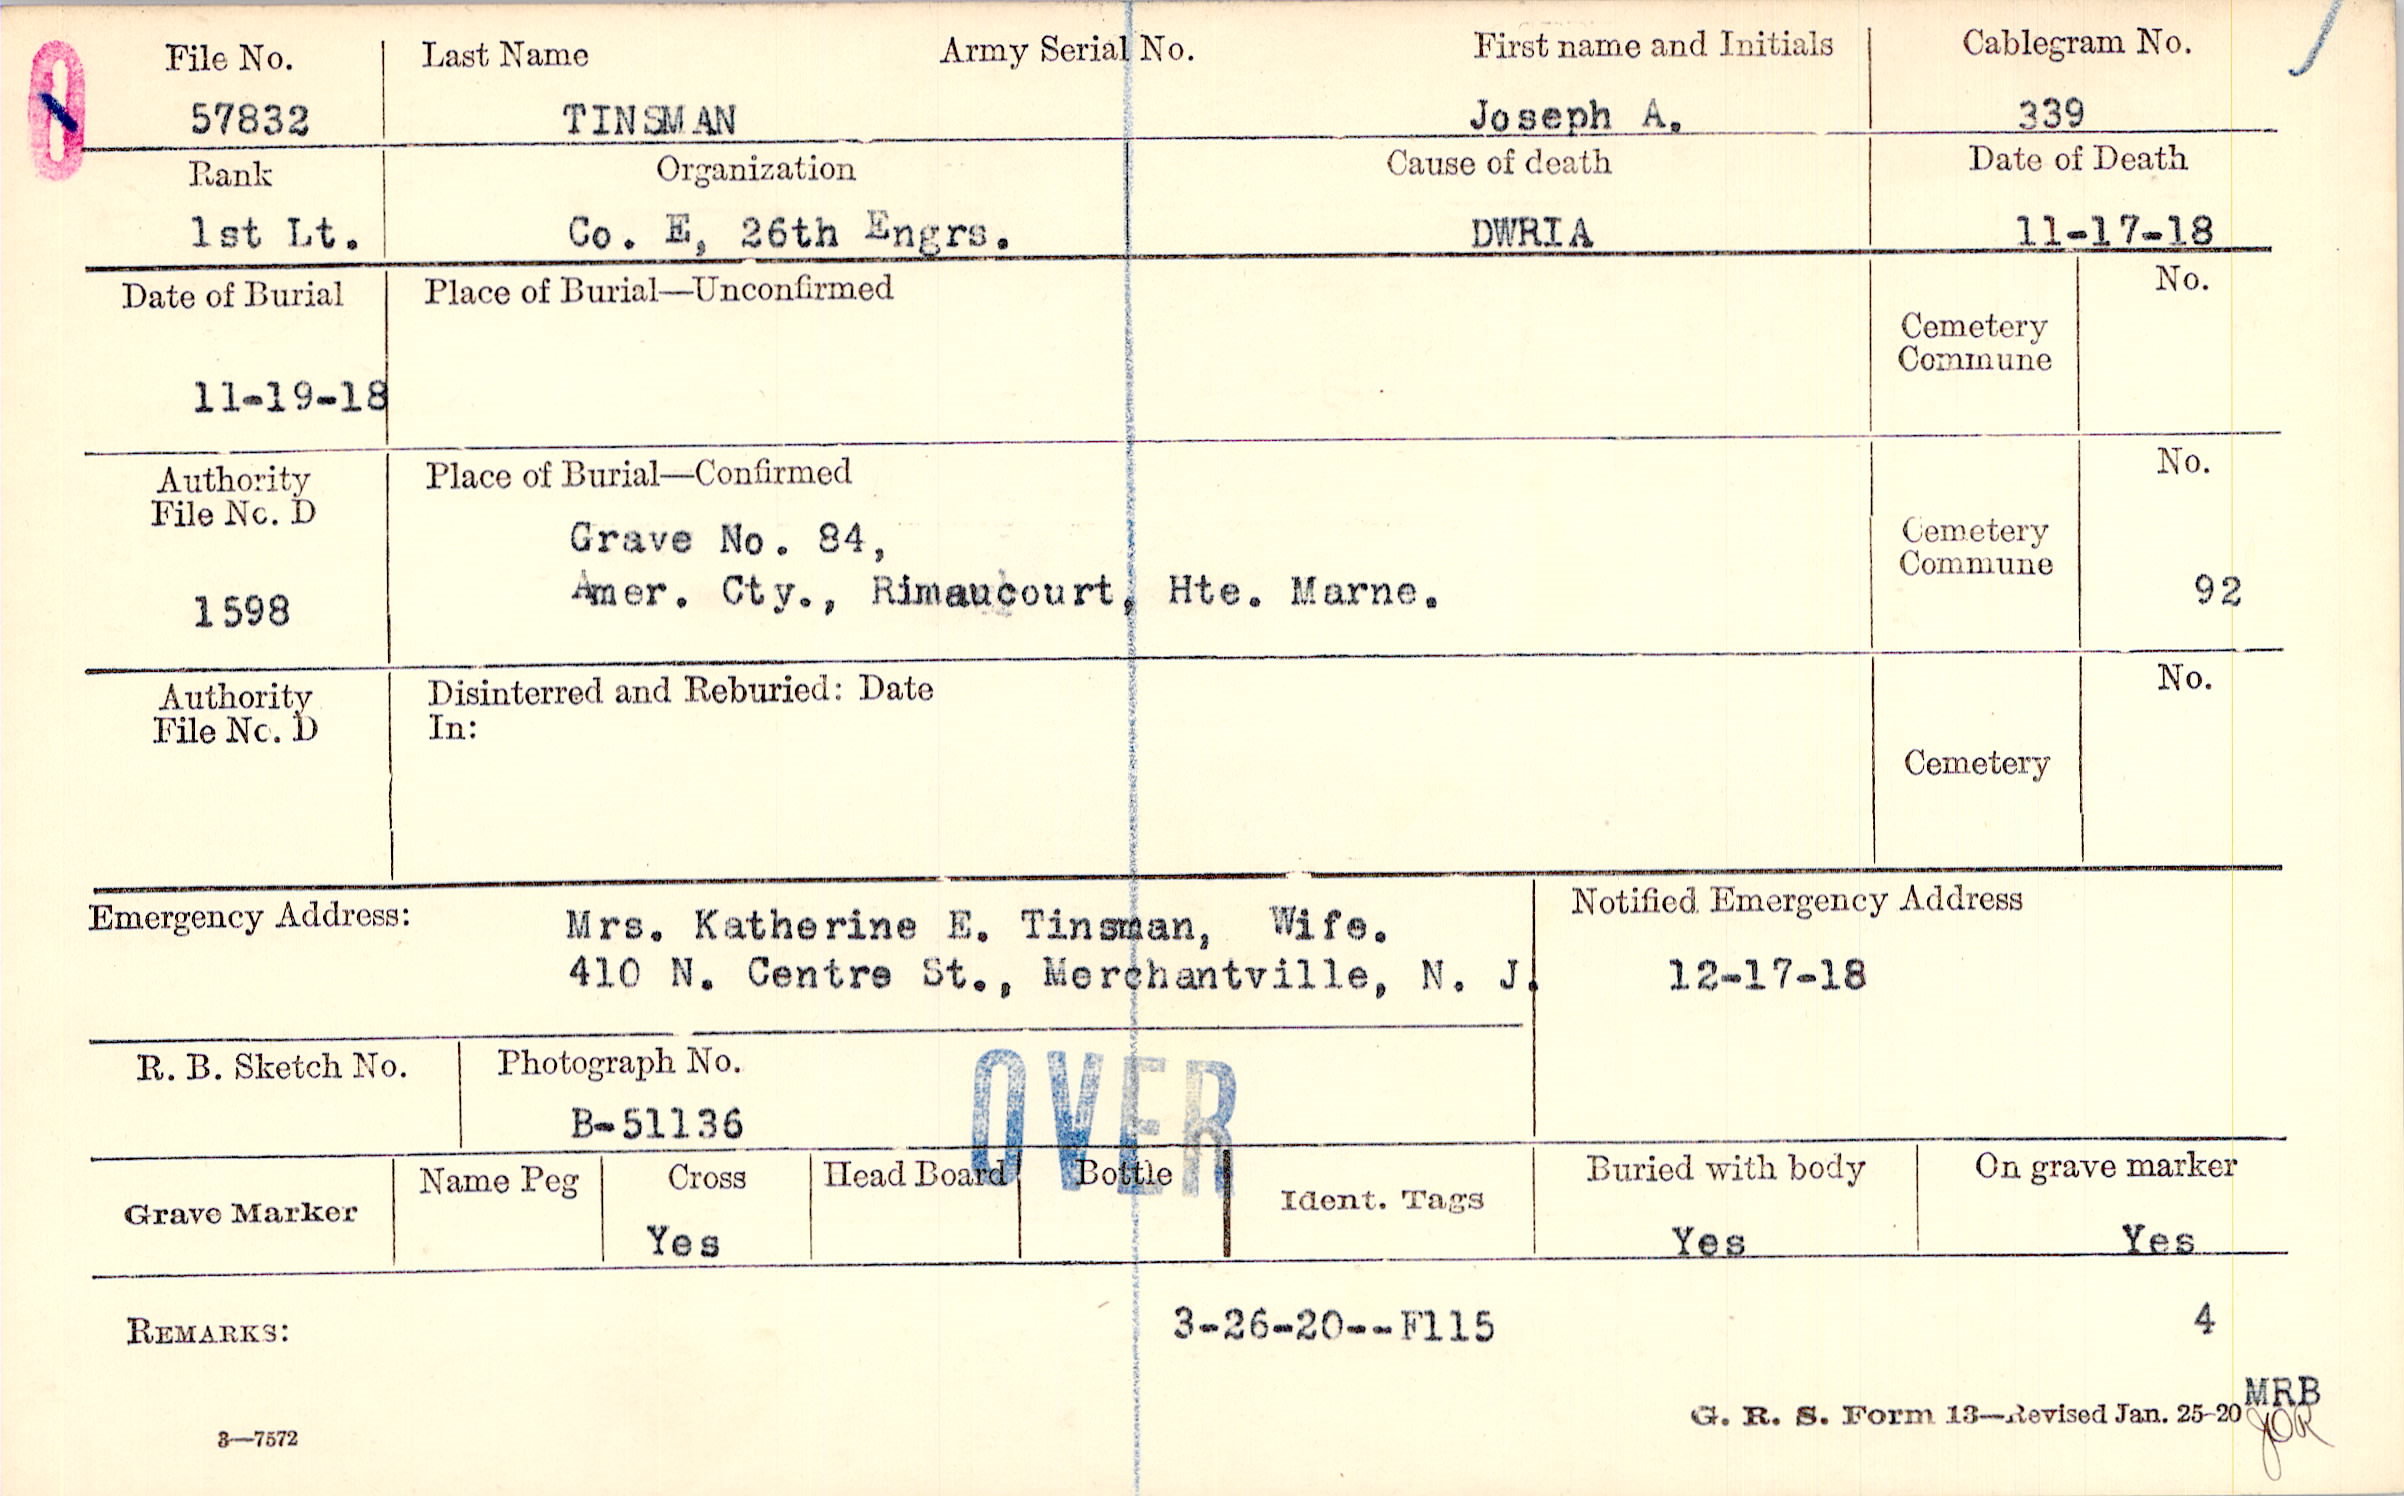 File No. Last Name Army Serial No. First name and Initials Cablegram No.
57832 TINSMAN Joseph A. 339
Rank Organization Cause of death Date of Death
1st Lt. Co. E, 26th Engrs. DWRIA 11-17-18
Date of Burial Place of Burial—Unconfirmed No.
Cemetery
Commune
11-19-18
Authority Place of Burial—Confirmed No.
File No. D
Grave No. 84, Cemetery
Commune
1598 Amer. Cty., Rimaucourt, Hte. Marne. 92
Authority Disinterred and Reburied: Date No.
File No. D In:
Cemetery
Emergency Address: Mrs. Katherine E. Tinsman, Wife. Notified Emergency Address
410 N. Centre St., Merchantville, N. J. 12-17-18
R. B. Sketch No. Photograph No.
B-51136
OVER
Grave Marker Name Peg Cross Head Board Bottle Ident. Tags Buried with body On grave marker
Yes Yes Yes
REMARKS: 3-26-20--F115 4
MRB
G. R. S. Form 13—Revised Jan. 25-20
JOR
3—7572